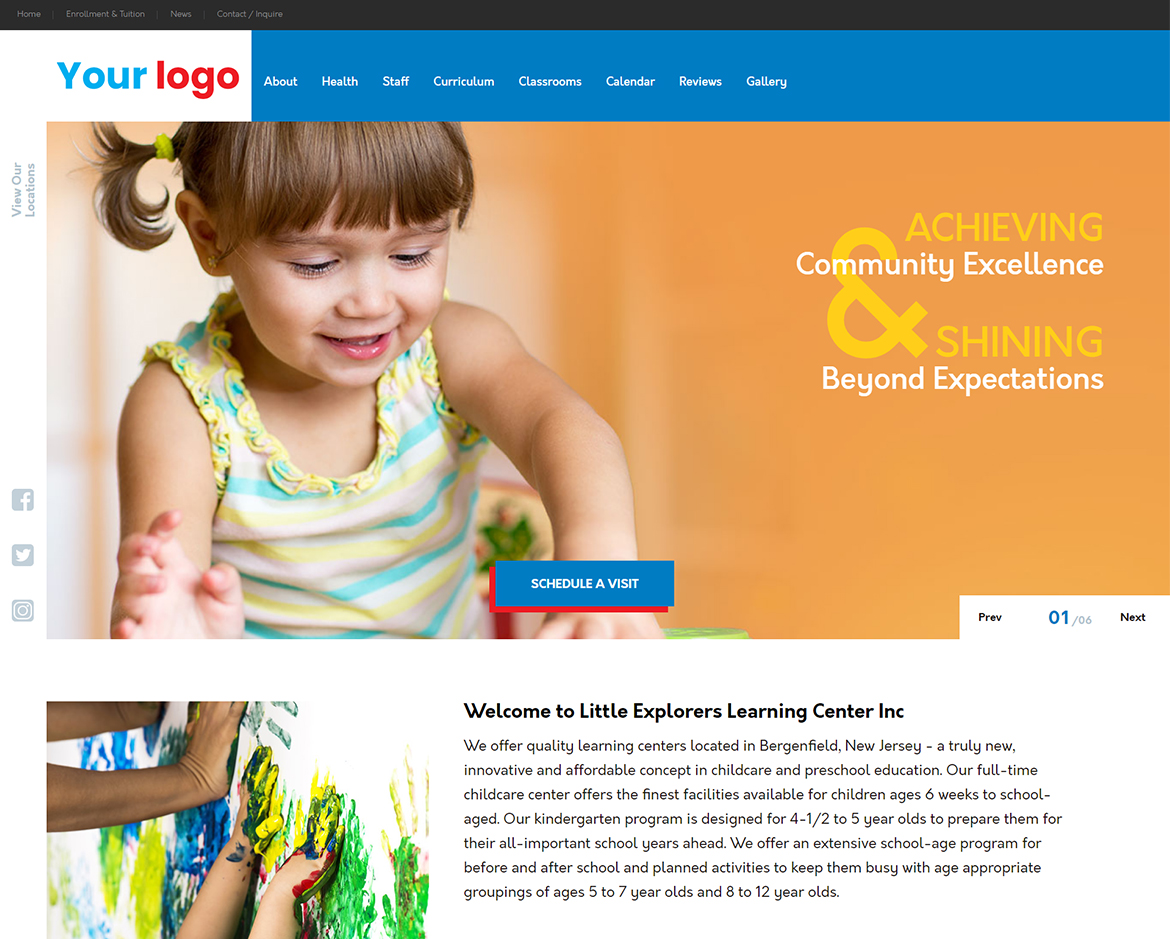 Home | Enrollment & Tuition | News | Contact / Inquire
Your logo
About Health Staff Curriculum Classrooms Calendar Reviews Gallery
View Our
Locations
ACHIEVING
Community Excellence
&
SHINING
Beyond Expectations
SCHEDULE A VISIT
Prev 01/06 Next
Welcome to Little Explorers Learning Center Inc
We offer quality learning centers located in Bergenfield, New Jersey - a truly new,
innovative and affordable concept in childcare and preschool education. Our full-time
childcare center offers the finest facilities available for children ages 6 weeks to school-
aged. Our kindergarten program is designed for 4-1/2 to 5 year olds to prepare them for
their all-important school years ahead. We offer an extensive school-age program for
before and after school and planned activities to keep them busy with age appropriate
groupings of ages 5 to 7 year olds and 8 to 12 year olds.